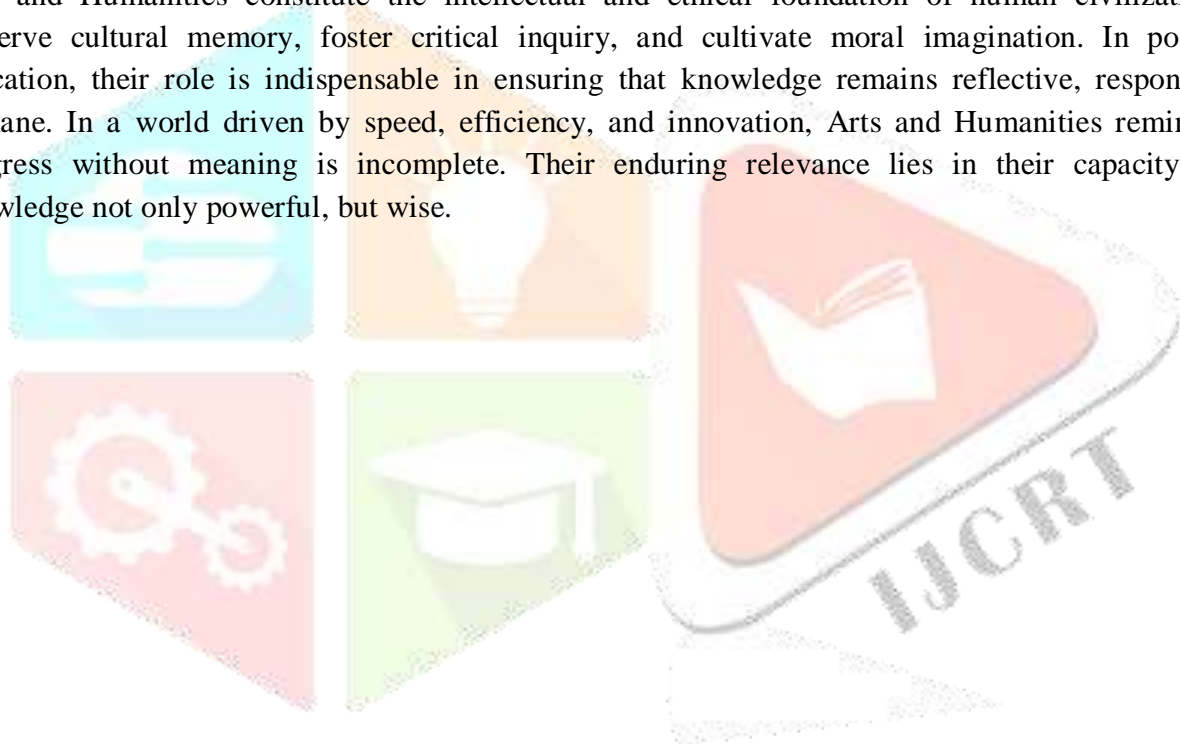 and Humanities constitute the intellectual and ethical foundation of human civilizati
erve cultural memory, foster critical inquiry, and cultivate moral imagination. In po
cation, their role is indispensable in ensuring that knowledge remains reflective, respon
ane. In a world driven by speed, efficiency, and innovation, Arts and Humanities remin
gress without meaning is incomplete. Their enduring relevance lies in their capacity
wledge not only powerful, but wise.
IJCRT